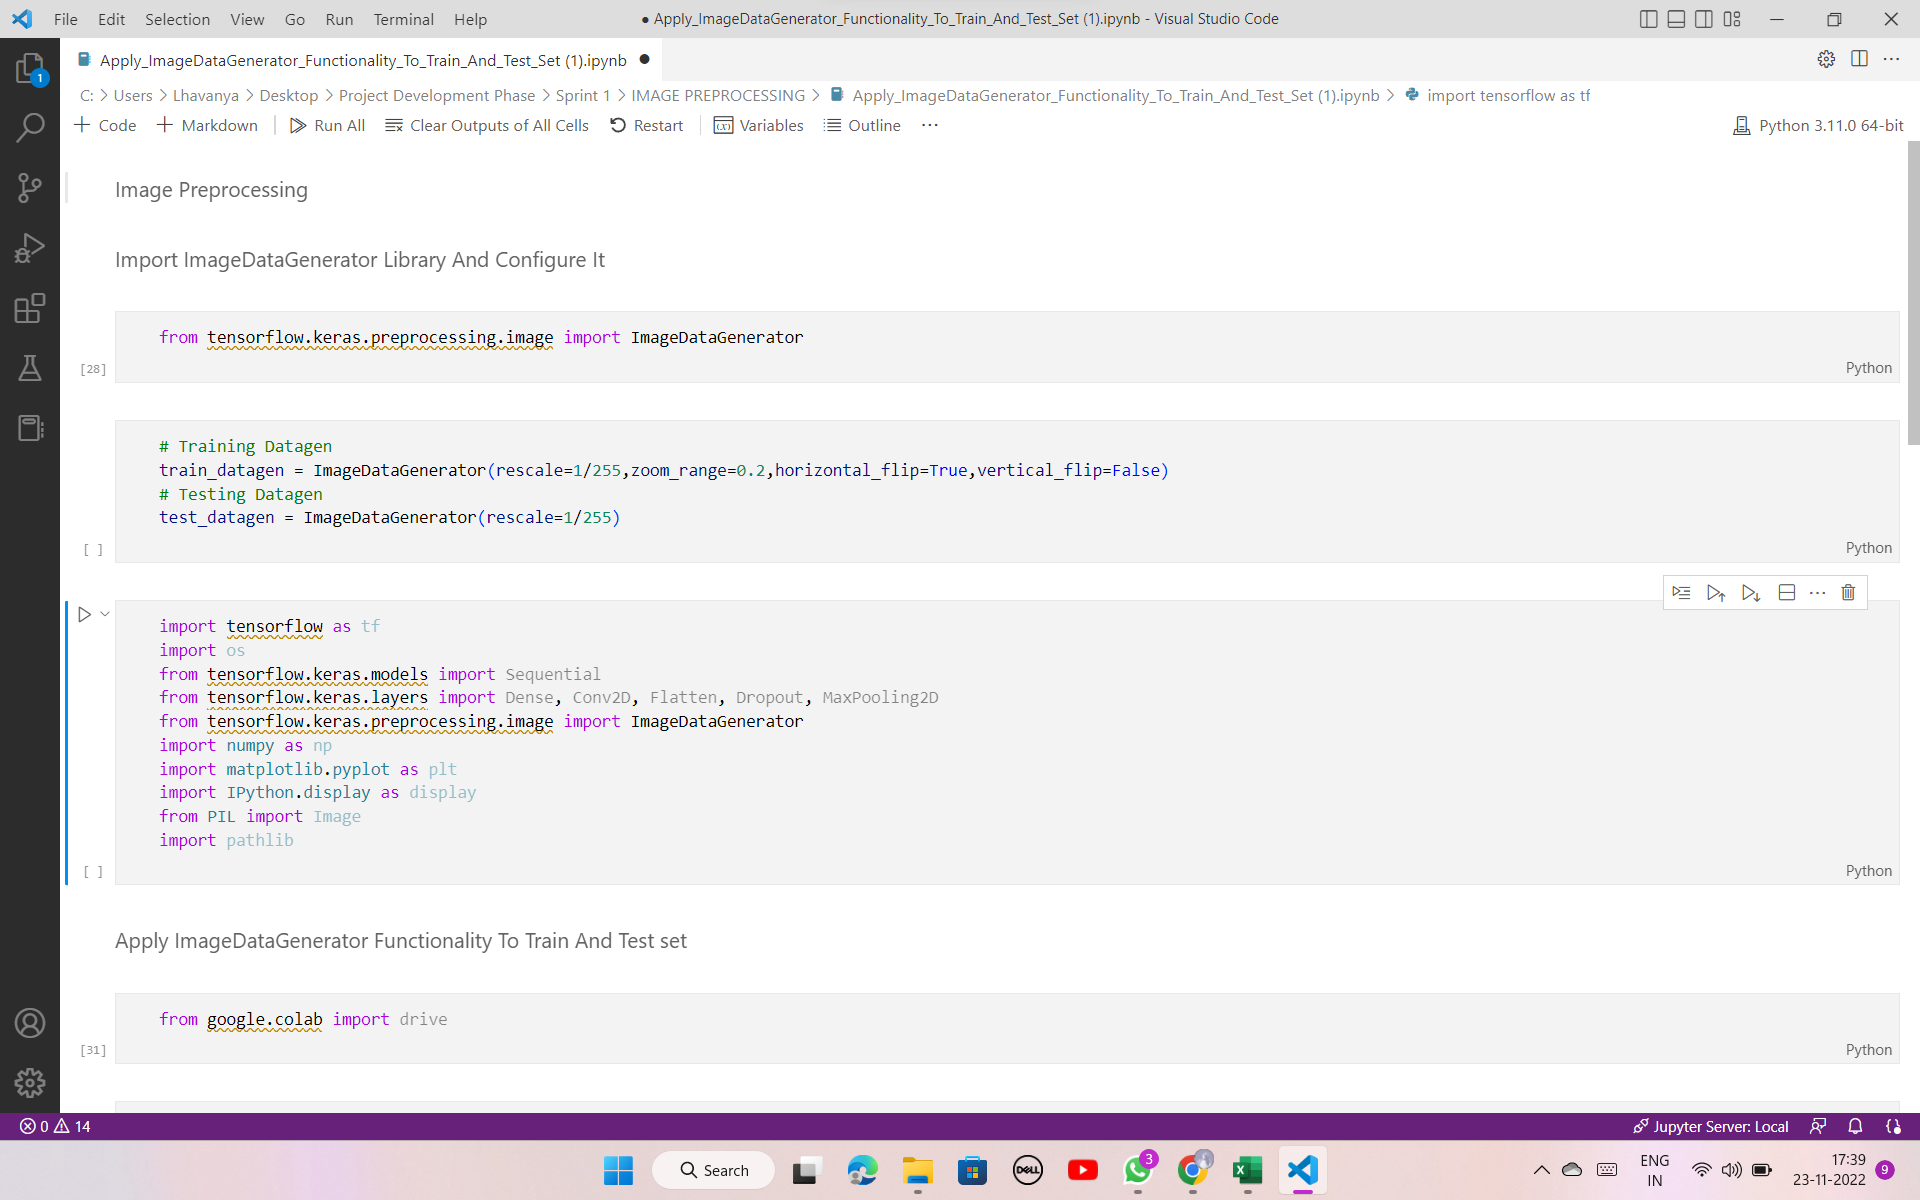 File Edit Selection View Go Run Terminal Help
● Apply_ImageDataGenerator_Functionality_To_Train_And_Test_Set (1).ipynb - Visual Studio Code
Apply_ImageDataGenerator_Functionality_To_Train_And_Test_Set (1).ipynb ●
1
C: > Users > Lhavanya > Desktop > Project Development Phase > Sprint 1 > IMAGE PREPROCESSING > Apply_ImageDataGenerator_Functionality_To_Train_And_Test_Set (1).ipynb > import tensorflow as tf
+ Code + Markdown Run All Clear Outputs of All Cells Restart Variables Outline ··· Python 3.11.0 64-bit
Image Preprocessing
Import ImageDataGenerator Library And Configure It
from tensorflow.keras.preprocessing.image import ImageDataGenerator
[28]
Python
# Training Datagen
train_datagen = ImageDataGenerator(rescale=1/255,zoom_range=0.2,horizontal_flip=True,vertical_flip=False)
# Testing Datagen
test_datagen = ImageDataGenerator(rescale=1/255)
[ ]
Python
import tensorflow as tf
import os
from tensorflow.keras.models import Sequential
from tensorflow.keras.layers import Dense, Conv2D, Flatten, Dropout, MaxPooling2D
from tensorflow.keras.preprocessing.image import ImageDataGenerator
import numpy as np
import matplotlib.pyplot as plt
import IPython.display as display
from PIL import Image
import pathlib
[ ]
Python
Apply ImageDataGenerator Functionality To Train And Test set
from google.colab import drive
[31]
Python
0 14
Jupyter Server: Local
Search
DELL
3
ENG
IN
17:39
23-11-2022
9